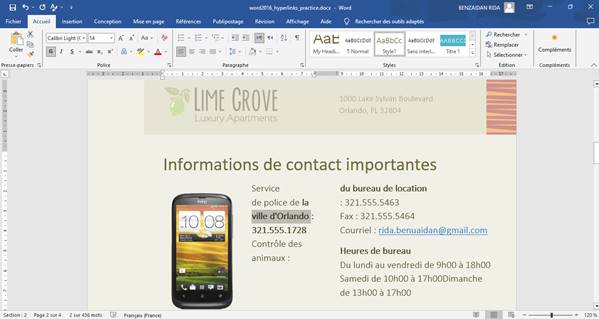 word2016_hyperlinks_practice.docx - Word
BENZAIDAN RIDA
Fichier
Accueil
Insertion
Conception
Mise en page
Références
Publipostage
Révision
Affichage
Aide
Rechercher des outils adaptés
Calibri Light (
14
Coller
Presse-papiers
Police
Paragraphe
AaB
My Headi...
AaBbCcDd
¶ Normal
AaBbCc
Style1
AaBbCcDd
Sans interl...
AaBbCc
Titre 1
Styles
Rechercher
Remplacer
Sélectionner
Édition
Compléments
Compléments
LIME GROVE
Luxury Apartments
1000 Lake Sylvan Boulevard
Orlando, FL 32804
Informations de contact importantes
Service
de police de la
ville d'Orlando :
321.555.1728
Contrôle des
animaux :
du bureau de location
: 321.555.5463
Fax : 321.555.5464
Courriel : rida.benuaidan@gmail.com
Heures de bureau
Du lundi au vendredi de 9h00 à 18h00
Samedi de 10h00 à 17h00Dimanche
de 13h00 à 17h00
hTC
10:08
Section : 2
Page 2 sur 4
2 sur 436 mots
Français (France)
120 %